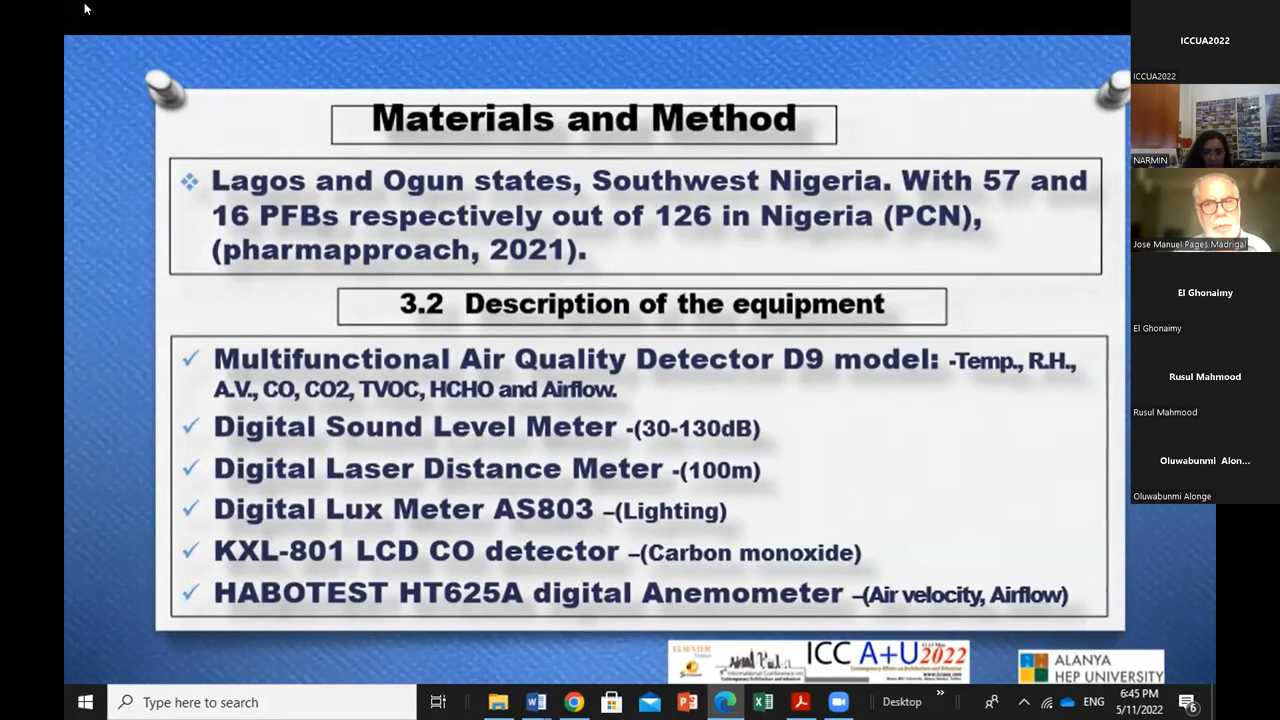 Materials and Method
Lagos and Ogun states, Southwest Nigeria. With 57 and
16 PFBs respectively out of 126 in Nigeria (PCN),
(pharmapproach, 2021).
3.2 Description of the equipment
Multifunctional Air Quality Detector D9 model: -Temp., R.H.,
A.V., CO, CO2, TVOC, HCHO and Airflow.
Digital Sound Level Meter -(30-130dB)
Digital Laser Distance Meter -(100m)
Digital Lux Meter AS803 –(Lighting)
KXL-801 LCD CO detector –(Carbon monoxide)
HABOTEST HT625A digital Anemometer –(Air velocity, Airflow)
ELSEVIER
ICC A+U 2022
ALANYA
HEP UNIVERSITY
ICCUA2022
ICCUA2022
NARMIN
Jose Manuel Pages Madrigal
El Ghonaimy
El Ghonaimy
Rusul Mahmood
Rusul Mahmood
Oluwabunmi Alon...
Oluwabunmi Alonge
Type here to search
Desktop
ENG
6:45 PM
5/11/2022
6